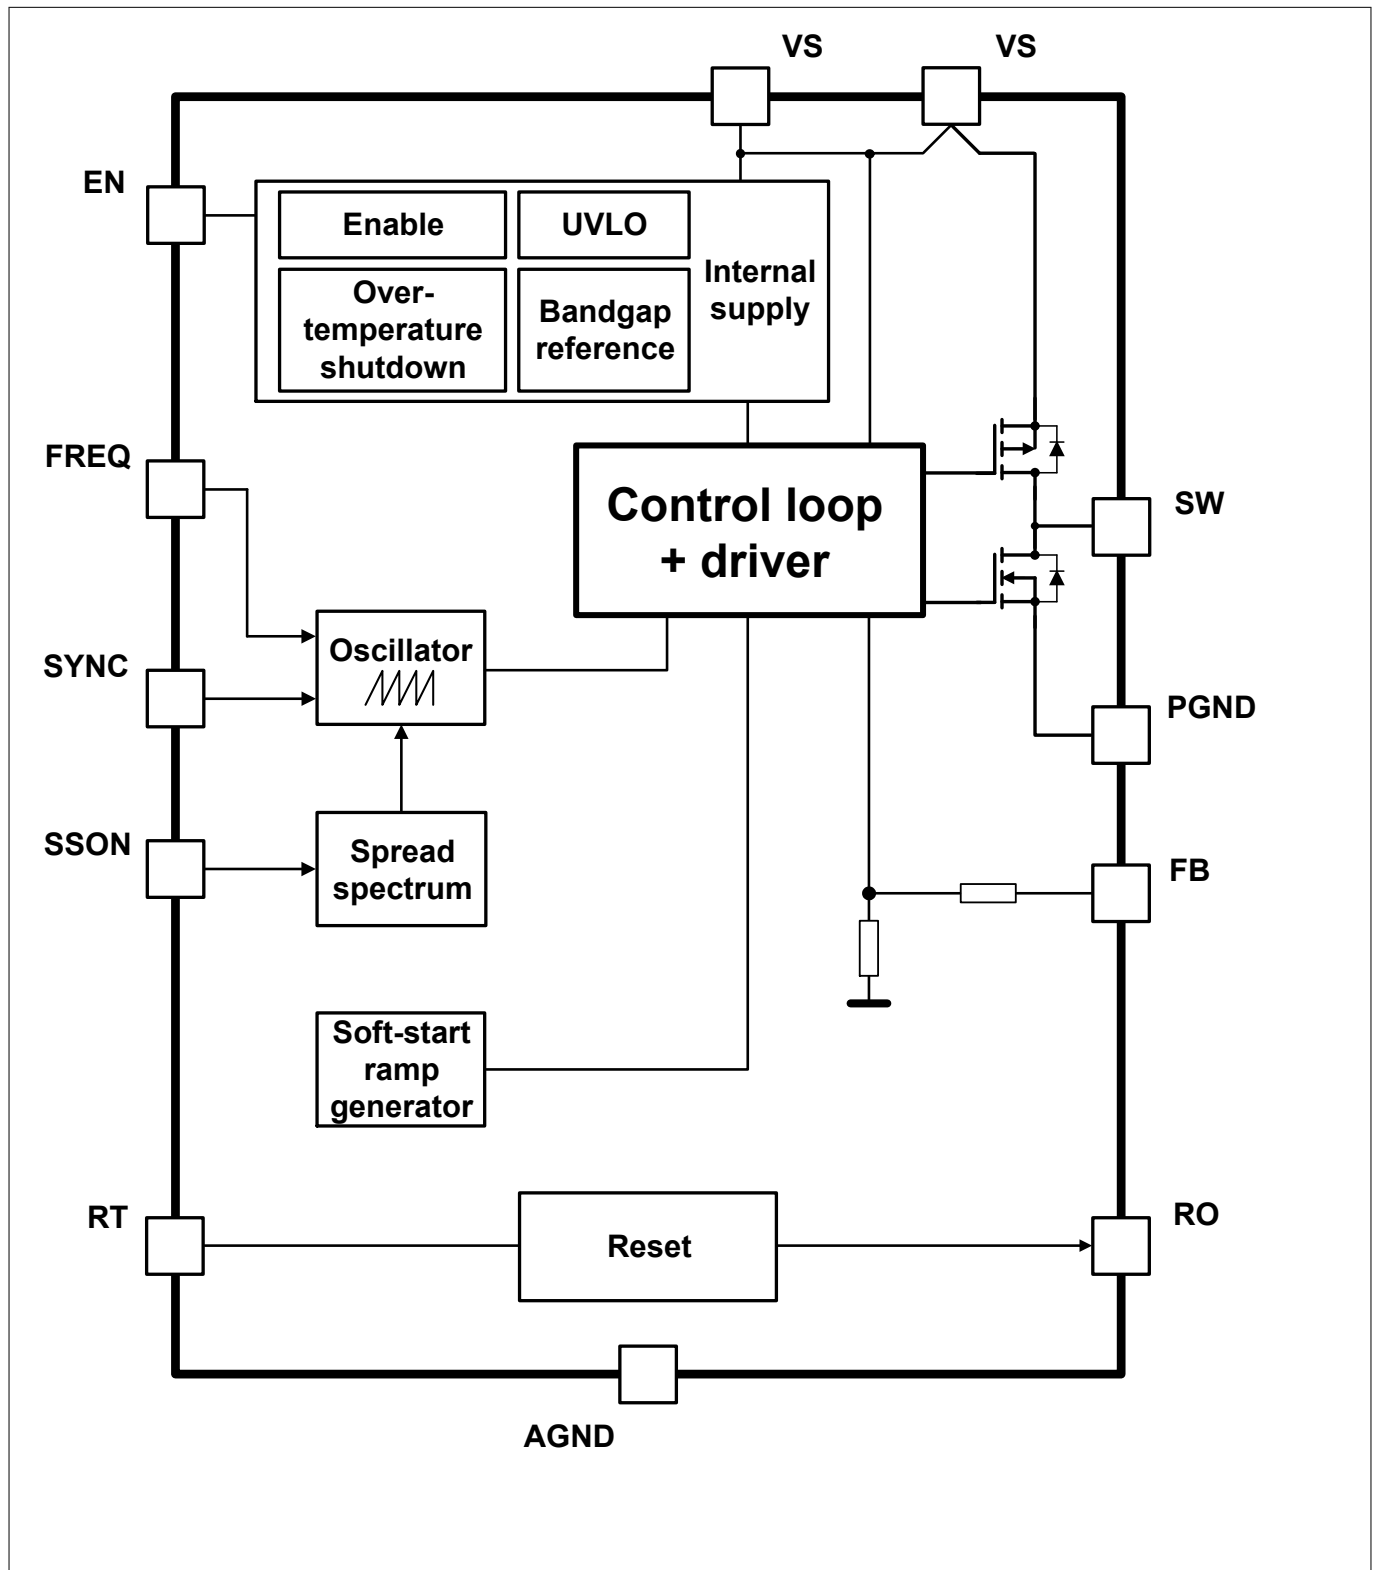 VS
VS
EN
Enable
UVLO
Internal
supply
Over-
temperature
shutdown
Bandgap
reference
FREQ
Control loop
+ driver
SW
SYNC
Oscillator
PGND
SSON
Spread
spectrum
FB
Soft-start
ramp
generator
RT
Reset
RO
AGND